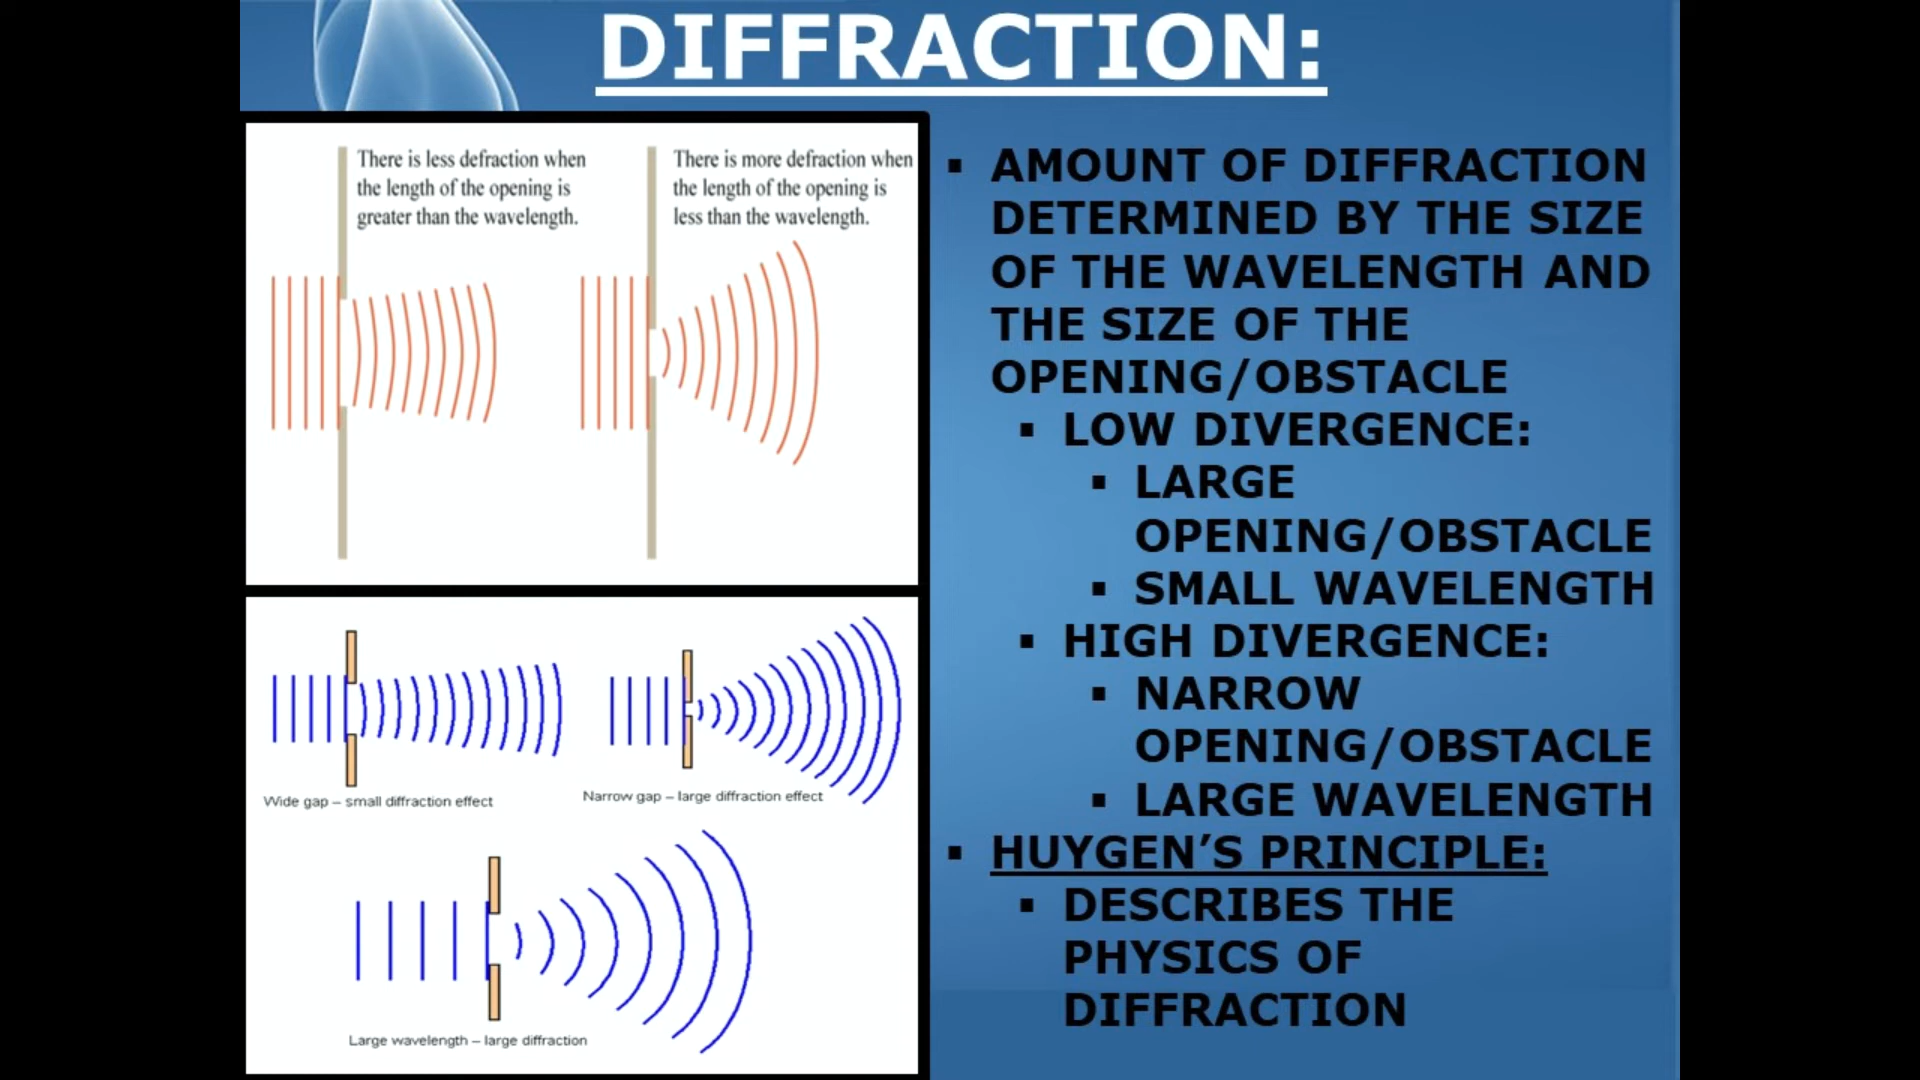 DIFFRACTION:
There is less defraction when
the length of the opening is
greater than the wavelength.
There is more defraction when
the length of the opening is
less than the wavelength.
Wide gap – small diffraction effect
Narrow gap – large diffraction effect
Large wavelength – large diffraction
▪ AMOUNT OF DIFFRACTION
DETERMINED BY THE SIZE
OF THE WAVELENGTH AND
THE SIZE OF THE
OPENING/OBSTACLE
▪ LOW DIVERGENCE:
▪ LARGE
OPENING/OBSTACLE
▪ SMALL WAVELENGTH
▪ HIGH DIVERGENCE:
▪ NARROW
OPENING/OBSTACLE
▪ LARGE WAVELENGTH
▪ HUYGEN’S PRINCIPLE:
▪ DESCRIBES THE
PHYSICS OF
DIFFRACTION